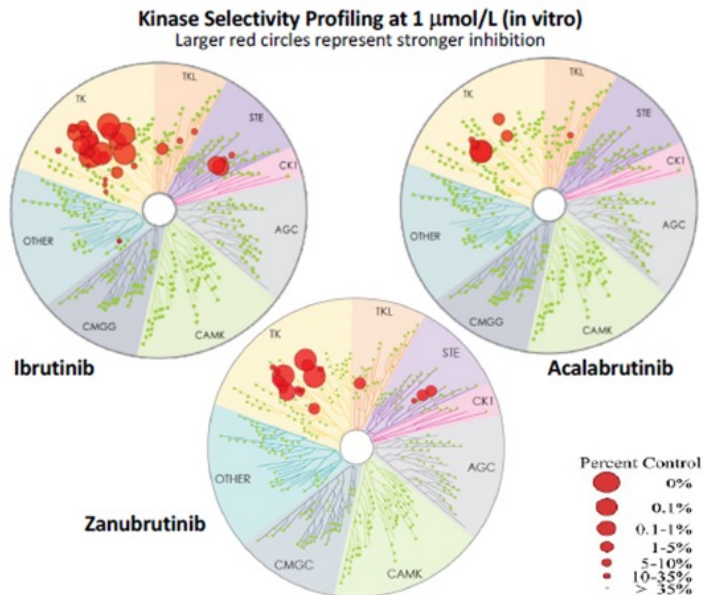 Kinase Selectivity Profiling at 1 μmol/L (in vitro)
Larger red circles represent stronger inhibition
TK
TKL
STE
CK1
AGC
CAMK
CMGG
OTHER
Ibrutinib
TK
TKL
STE
CK1
AGC
CAMK
CMGG
OTHER
Acalabrutinib
TK
TKL
STE
CK1
AGC
CAMK
CMGC
OTHER
Zanubrutinib
Percent Control
0%
0.1%
0.1-1%
1-5%
5-10%
10-35%
> 35%